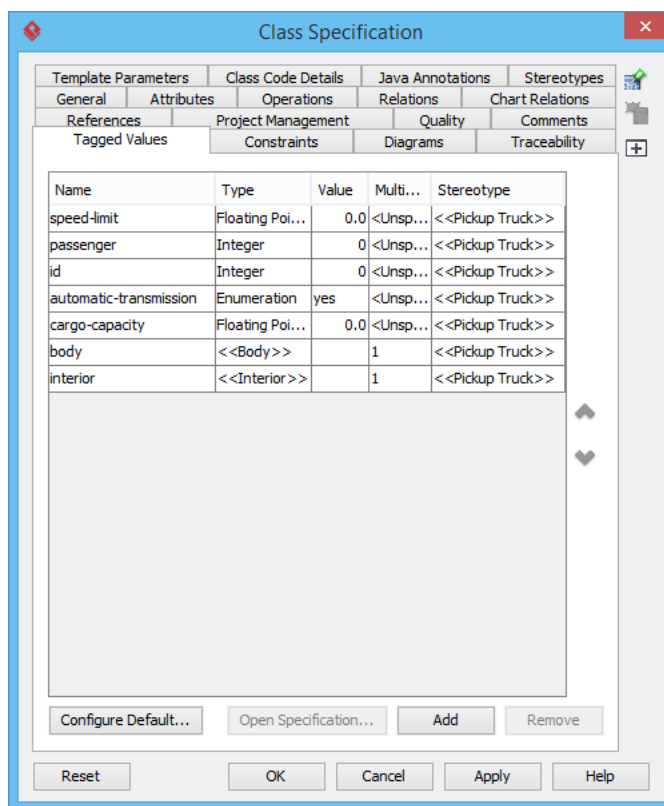 Class Specification
Template Parameters Class Code Details Java Annotations Stereotypes
General Attributes Operations Relations Chart Relations
References Project Management Quality Comments
Tagged Values Constraints Diagrams Traceability
Name Type Value Multi... Stereotype
speed-limit Floating Poi... 0.0 <Unsp... <<Pickup Truck>>
passenger Integer 0 <Unsp... <<Pickup Truck>>
id Integer 0 <Unsp... <<Pickup Truck>>
automatic-transmission Enumeration yes <Unsp... <<Pickup Truck>>
cargo-capacity Floating Poi... 0.0 <Unsp... <<Pickup Truck>>
body <<Body>> 1 <<Pickup Truck>>
interior <<Interior>> 1 <<Pickup Truck>>
Configure Default... Open Specification... Add Remove
Reset OK Cancel Apply Help